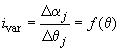 i_var = Δα_j / Δθ_j = f(θ)